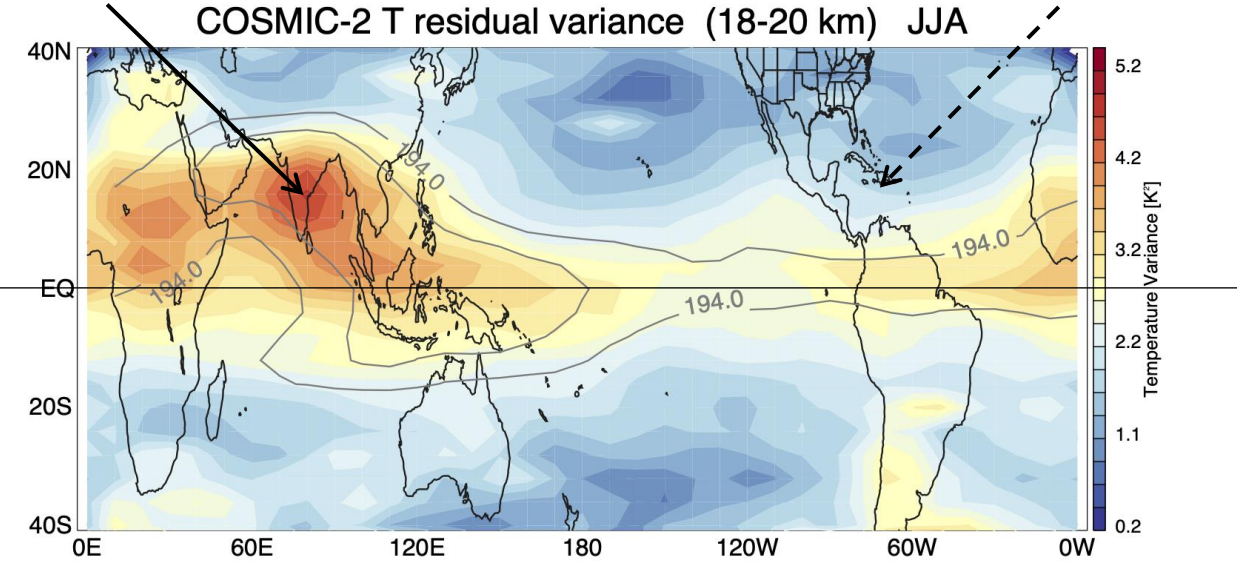 COSMIC-2 T residual variance (18-20 km) JJA
40N
20N
EQ
20S
40S
0E 60E 120E 180 120W 60W 0W
194.0
194.0
194.0
194.0
5.2
4.2
3.2
2.2
1.1
0.2
Temperature Variance [K²]